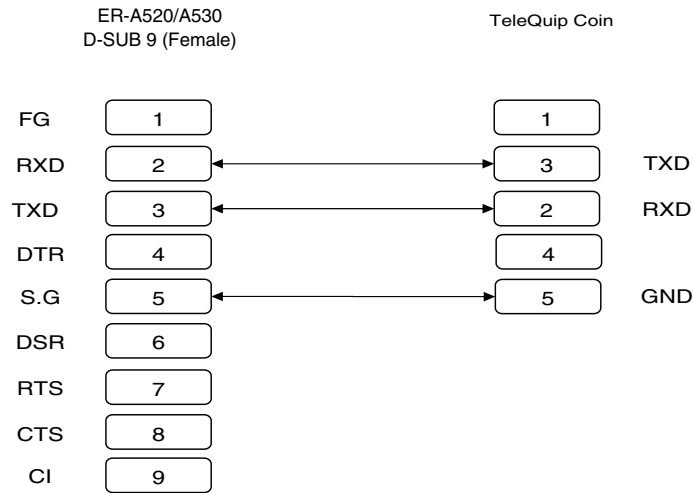 ER-A520/A530
D-SUB 9 (Female)
TeleQuip Coin
FG 1 1
RXD 2 3 TXD
TXD 3 2 RXD
DTR 4 4
S.G 5 5 GND
DSR 6
RTS 7
CTS 8
CI 9